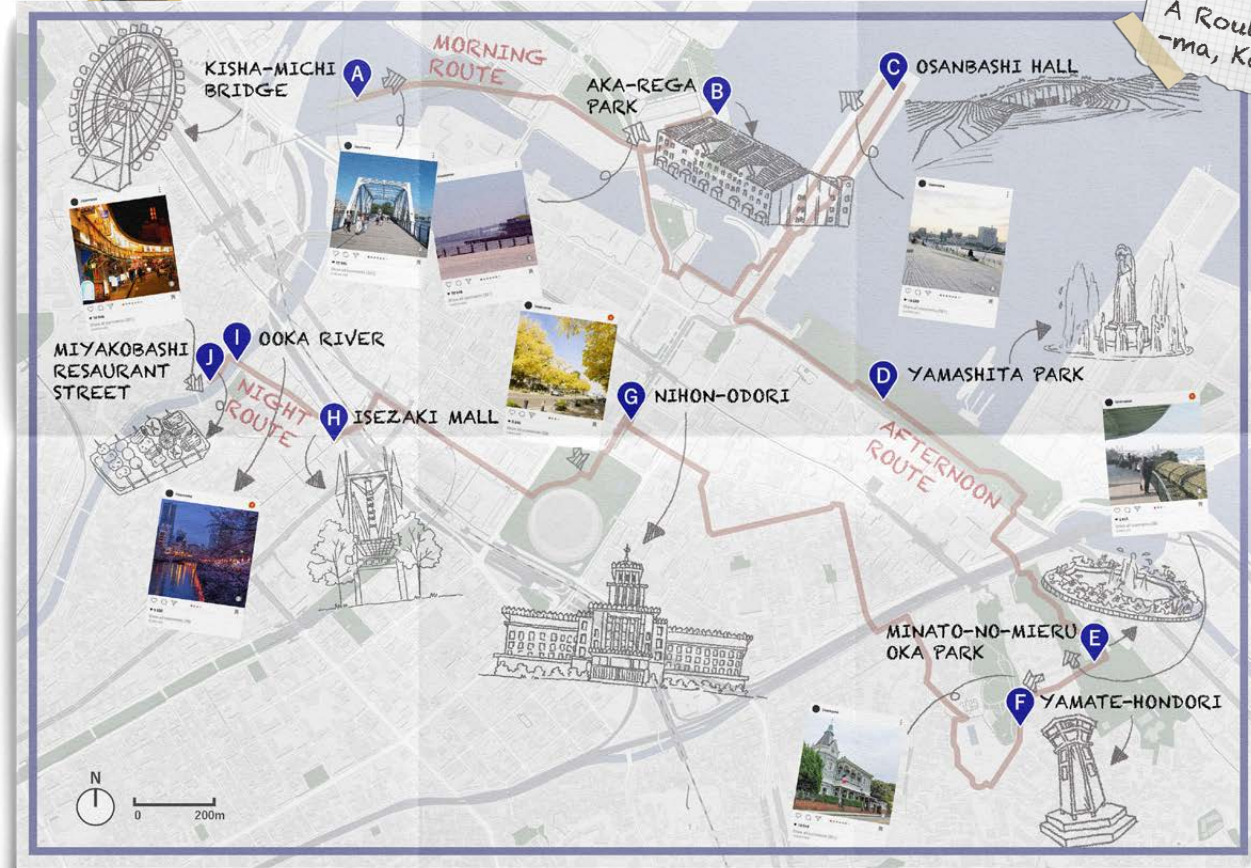 A Rou
-ma, Ka
KISHA-MICHI
BRIDGE
A
MORNING
ROUTE
AKA-REGA
PARK
B
C
OSANBASHI HALL
MIYAKOBASHI
RESAURANT
STREET
J
I
OOKA RIVER
NIGHT
ROUTE
H
ISEZAKI MALL
G
NIHON-ODORI
D
YAMASHITA PARK
AFTERNOON
ROUTE
MINATO-NO-MIERU
OKA PARK
E
F
YAMATE-HONDORI
N
0
200m